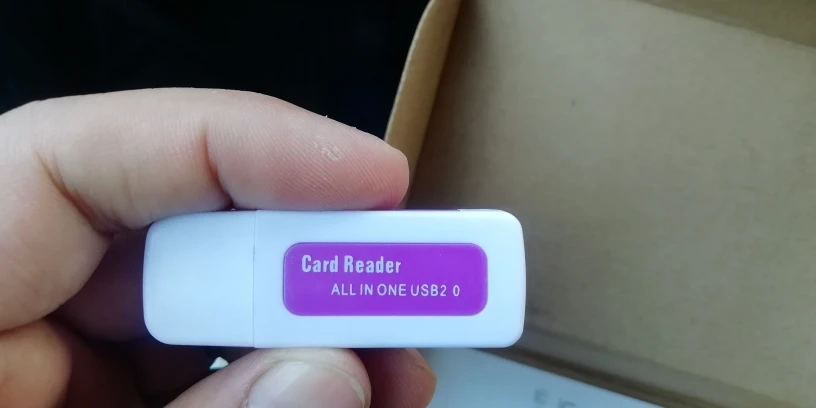 Card Reader
ALL IN ONE USB2 0